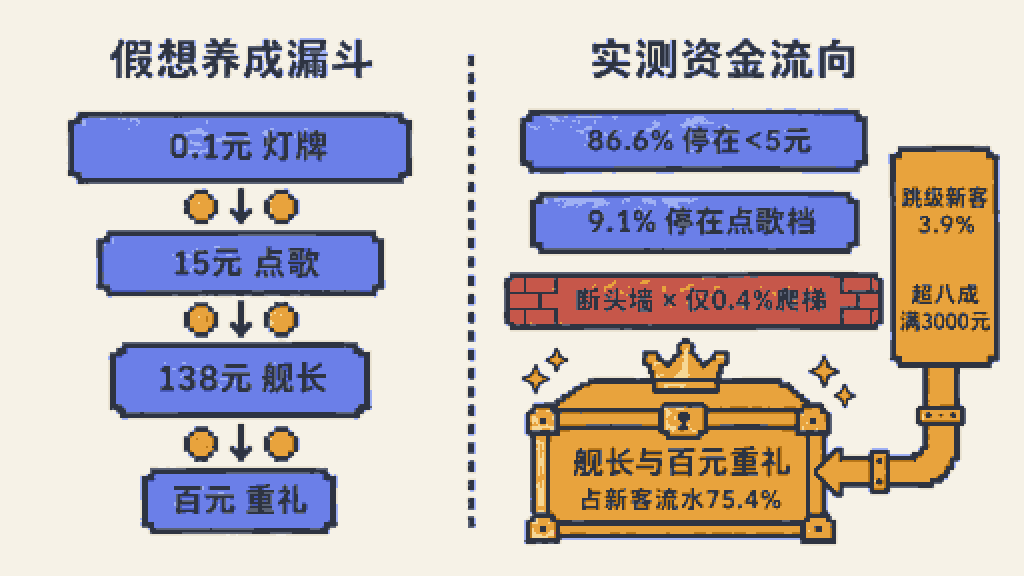 假想养成漏斗
0.1元 灯牌
15元 点歌
138元 舰长
百元 重礼
实测资金流向
86.6% 停在<5元
9.1% 停在点歌档
断头墙 × 仅0.4%爬梯
跳级新客
3.9%
超八成
满3000元
舰长与百元重礼
占新客流水75.4%